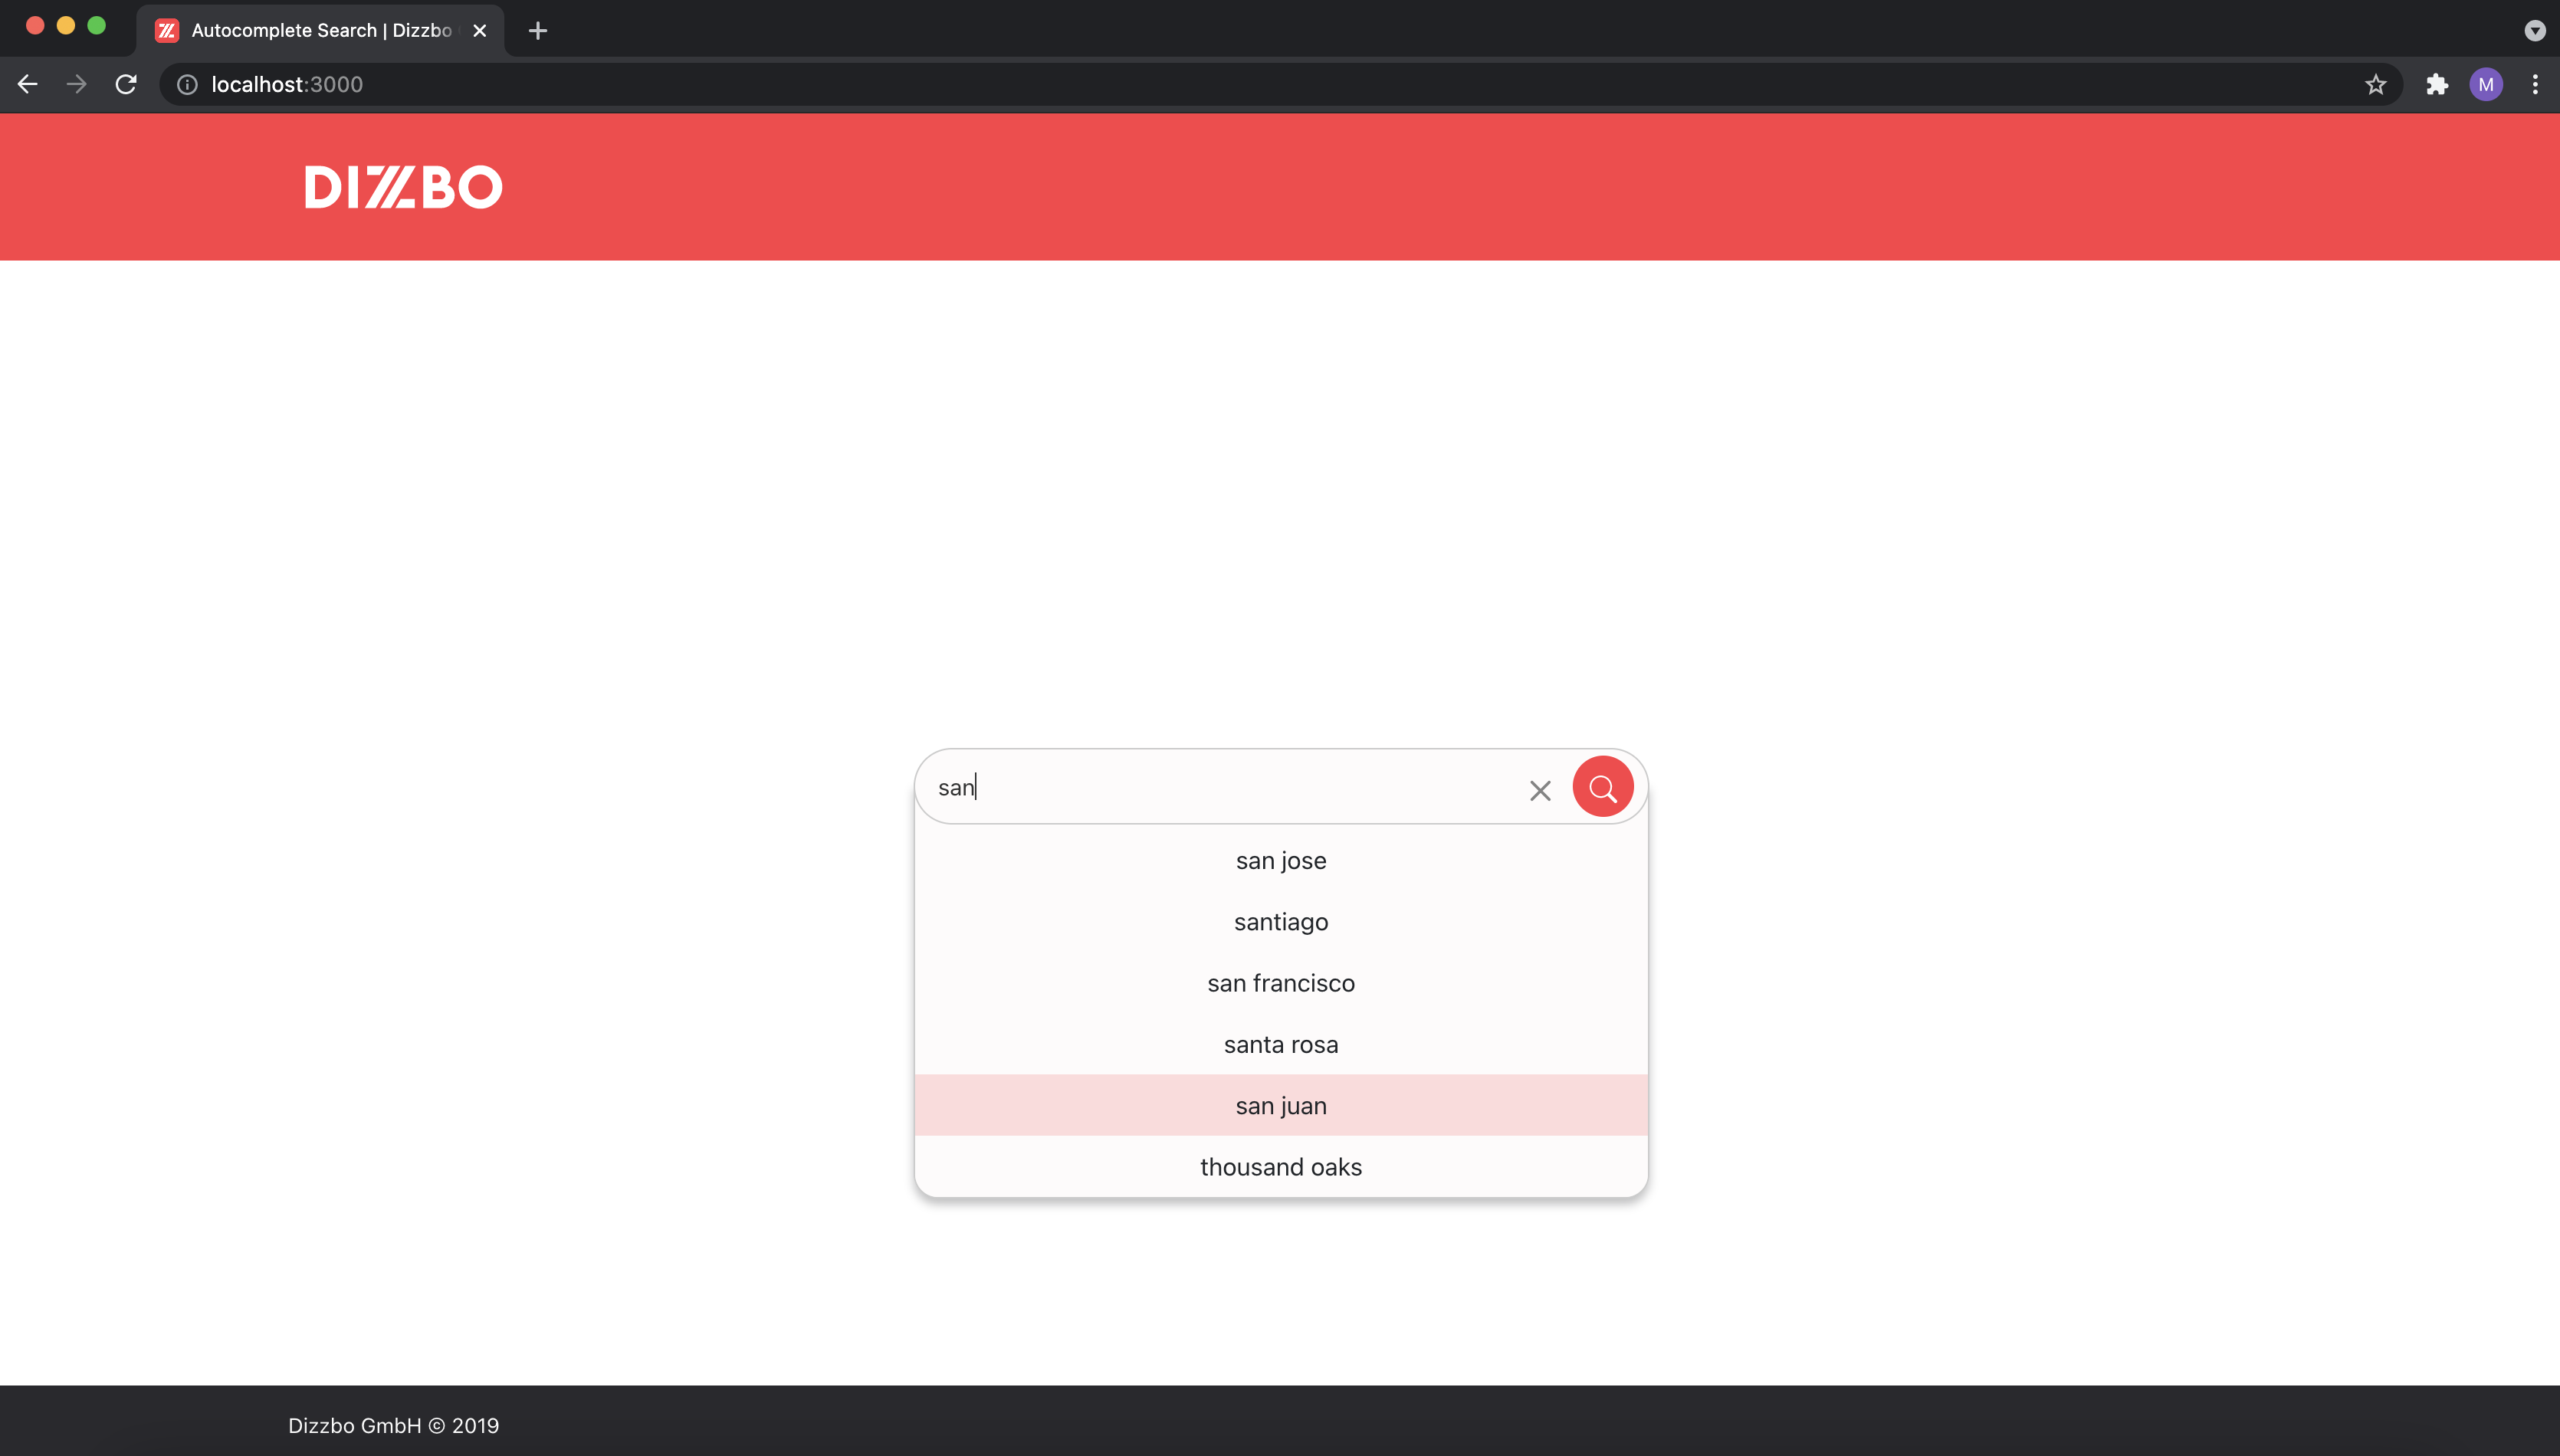 Autocomplete Search | Dizzbo
localhost:3000
M
DIZZBO
san
san jose
santiago
san francisco
santa rosa
san juan
thousand oaks
Dizzbo GmbH © 2019